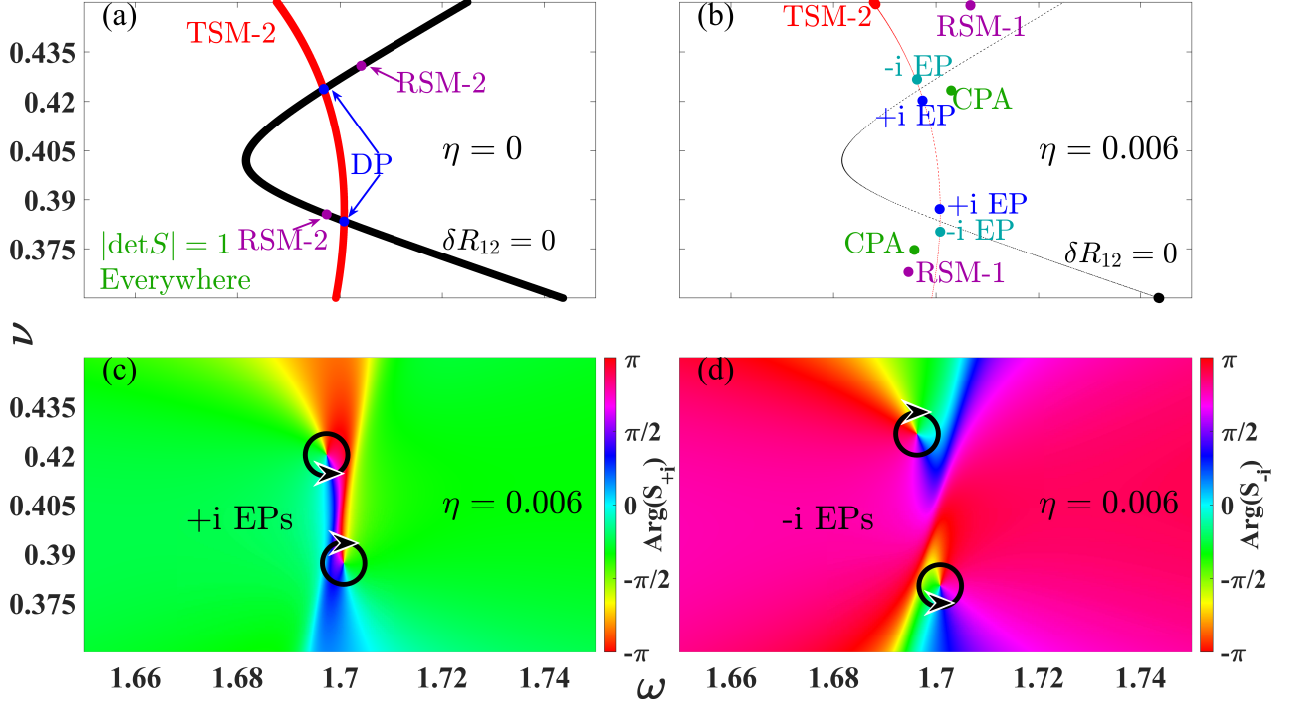 (a)
TSM-2
RSM-2
DP
η = 0
RSM-2
|detS| = 1
Everywhere
δR₁₂ = 0
0.435
0.42
0.405
0.39
0.375
(b)
TSM-2
RSM-1
-i EP
CPA
+i EP
η = 0.006
+i EP
-i EP
CPA
RSM-1
δR₁₂ = 0
ν
(c)
+i EPs
η = 0.006
0.435
0.42
0.405
0.39
0.375
1.66
1.68
1.7
1.72
1.74
π
π/2
0
-π/2
-π
Arg(S₊ᵢ)
(d)
-i EPs
η = 0.006
1.66
1.68
1.7
1.72
1.74
π
π/2
0
-π/2
-π
Arg(S₋ᵢ)
ω